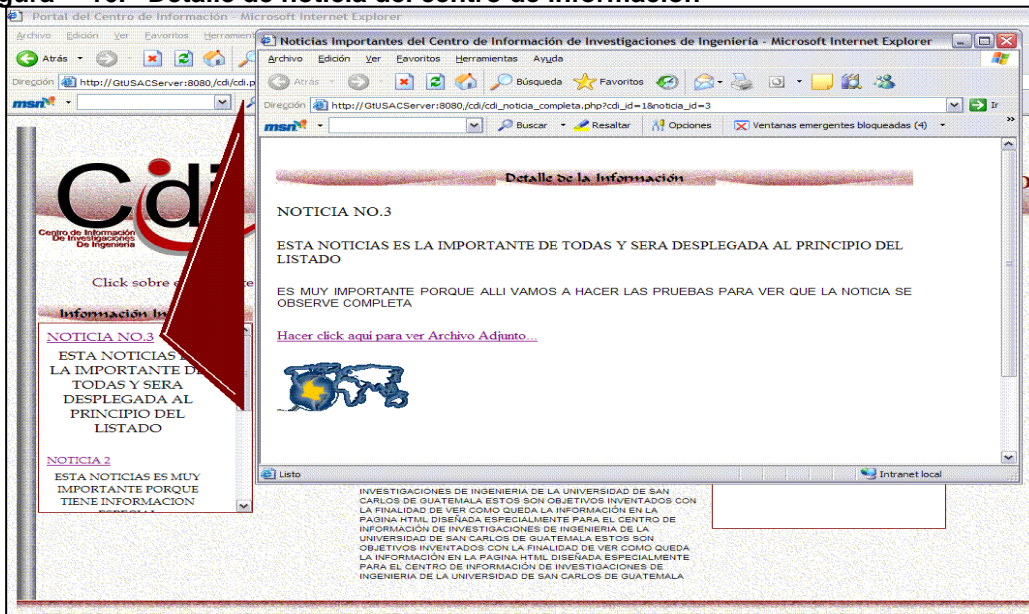 10. Detalle de noticia del centro de información
Portal del Centro de Información - Microsoft Internet Explorer
Archivo Edición Ver Favoritos
Atrás
Dirección http://GtUSACServer:8080/cdi/cdi.p
msn
Cdi
Centro de Información
De Investigaciones
De Ingeniería
Click sobre
Información
NOTICIA NO.3
ESTA NOTICIAS
LA IMPORTANTE DE
TODAS Y SERA
DESPLEGADA AL
PRINCIPIO DEL
LISTADO
NOTICIA 2
ESTA NOTICIAS ES MUY
IMPORTANTE PORQUE
TIENE INFORMACION
Noticias Importantes del Centro de Información de Investigaciones de Ingeniería - Microsoft Internet Explorer
Archivo Edición Ver Favoritos Herramientas Ayuda
Atrás Búsqueda Favoritos
Dirección http://GtUSACServer:8080/cdi/cdi_noticia_completa.php?cdi_id=1&noticia_id=3 Ir
msn Buscar Resaltar Opciones Ventanas emergentes bloqueadas (4) »
Detalle de la Información
NOTICIA NO.3
ESTA NOTICIAS ES LA IMPORTANTE DE TODAS Y SERA DESPLEGADA AL PRINCIPIO DEL
LISTADO
ES MUY IMPORTANTE PORQUE ALLI VAMOS A HACER LAS PRUEBAS PARA VER QUE LA NOTICIA SE
OBSERVE COMPLETA
Hacer click aquí para ver Archivo Adjunto...
Listo Intranet local
INVESTIGACIONES DE INGENIERIA DE LA UNIVERSIDAD DE SAN
CARLOS DE GUATEMALA ESTOS SON OBJETIVOS INVENTADOS CON
LA FINALIDAD DE VER COMO QUEDA LA INFORMACIÓN EN LA
PAGINA HTML DISEÑADA ESPECIALMENTE PARA EL CENTRO DE
INFORMACIÓN DE INVESTIGACIONES DE INGENIERIA DE LA
UNIVERSIDAD DE SAN CARLOS DE GUATEMALA ESTOS SON
OBJETIVOS INVENTADOS CON LA FINALIDAD DE VER COMO QUEDA
LA INFORMACIÓN EN LA PAGINA HTML DISEÑADA ESPECIALMENTE
PARA EL CENTRO DE INFORMACIÓN DE INVESTIGACIONES DE
INGENIERIA DE LA UNIVERSIDAD DE SAN CARLOS DE GUATEMALA